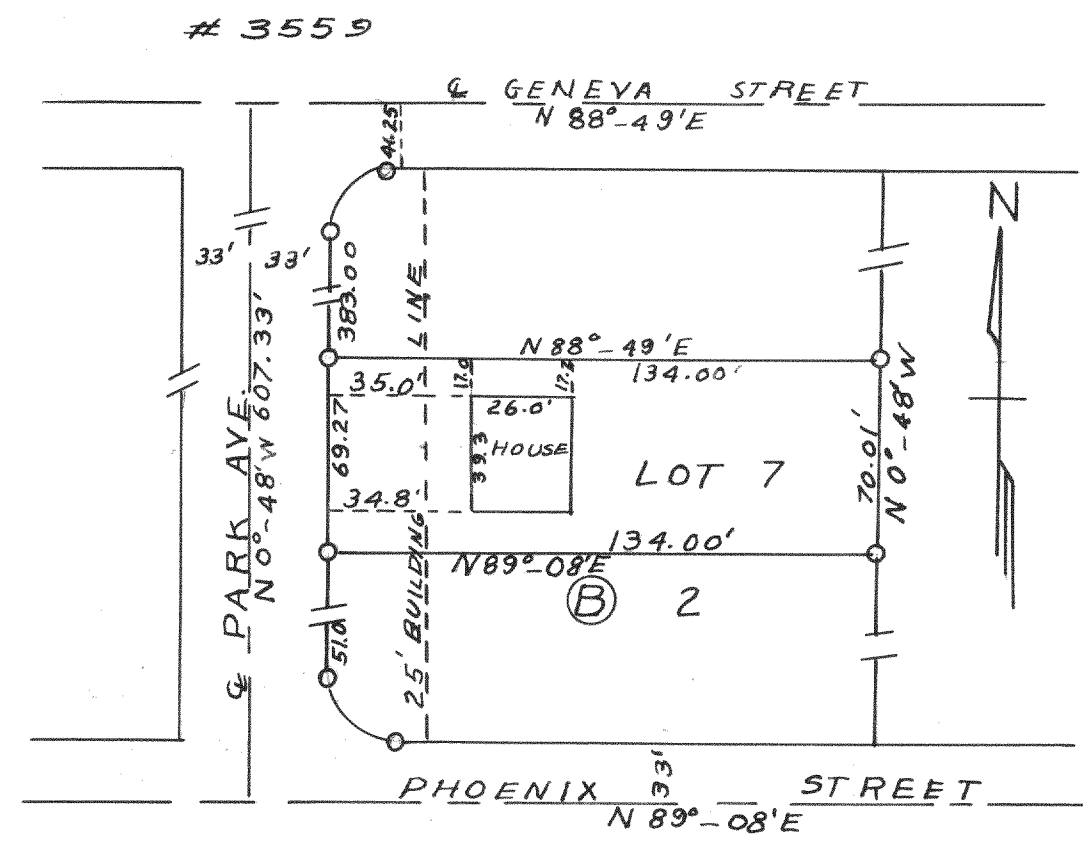 # 3559
℄ GENEVA STREET
N 88°-49'E
46.25
N
33' 33'
383.00
25' BUILDING LINE
N 88°-49'E
134.00'
35.0'
17.0
17.2
26.0'
HOUSE
39.3
69.27
34.8'
LOT 7
70.01'
N 0°-48'W
℄ PARK AVE.
N 0°-48'W 607.33'
134.00'
N 89°-08'E
B 2
51.0
33'
PHOENIX STREET
N 89°-08'E